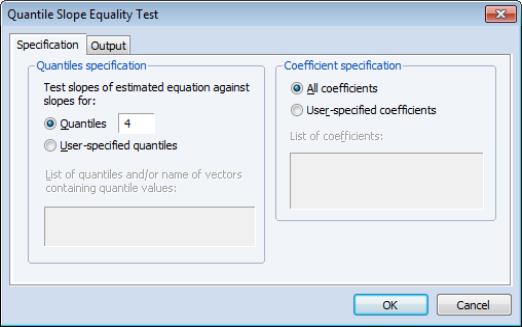 Quantile Slope Equality Test
Specification
Output
Quantiles specification
Test slopes of estimated equation against
slopes for:
Quantiles 4
User-specified quantiles
List of quantiles and/or name of vectors
containing quantile values:
Coefficient specification
All coefficients
User-specified coefficients
List of coefficients:
OK
Cancel